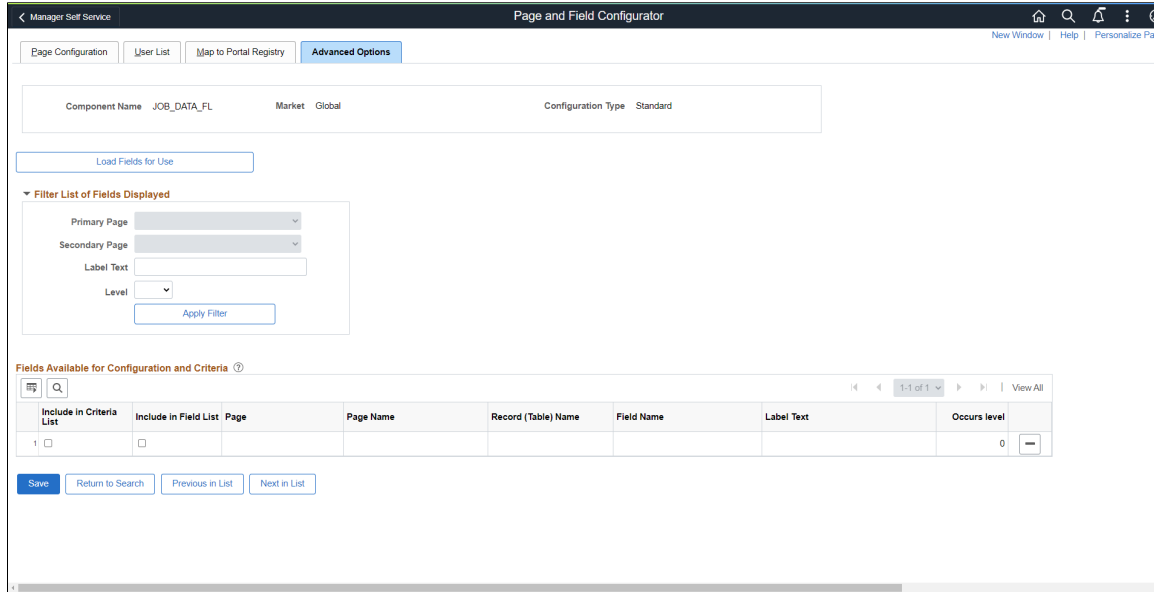 Manager Self Service
Page and Field Configurator
New Window | Help | Personalize Pa
Page Configuration
User List
Map to Portal Registry
Advanced Options
Component Name JOB_DATA_FL Market Global Configuration Type Standard
Load Fields for Use
Filter List of Fields Displayed
Primary Page
Secondary Page
Label Text
Level
Apply Filter
Fields Available for Configuration and Criteria ?
1-1 of 1 | View All
Include in Criteria List Include in Field List Page Page Name Record (Table) Name Field Name Label Text Occurs level
1 0
Save Return to Search Previous in List Next in List